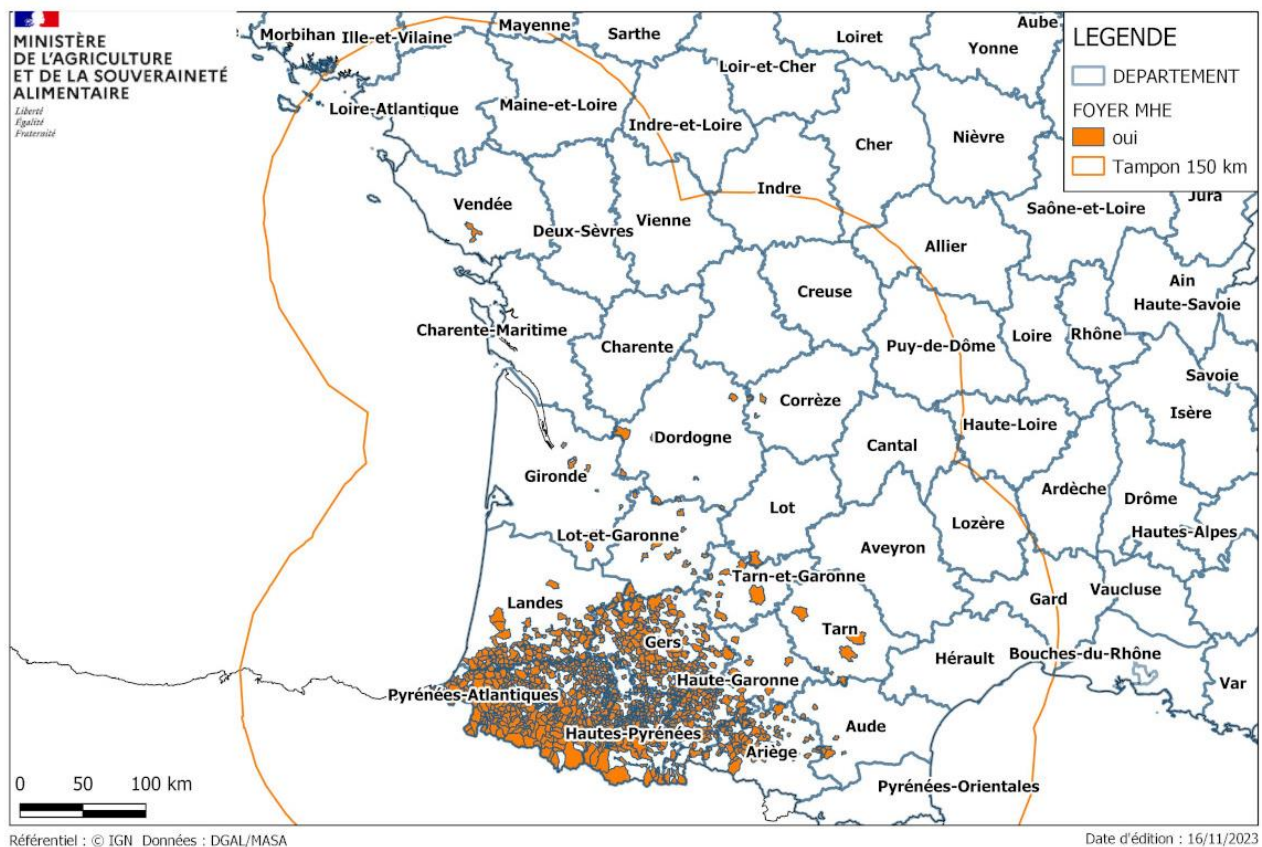 MINISTÈRE
DE L'AGRICULTURE
ET DE LA SOUVERAINETÉ
ALIMENTAIRE
Liberté
Égalité
Fraternité
Morbihan
Ille-et-Vilaine
Mayenne
Sarthe
Loiret
Aube
Yonne
Loir-et-Cher
Loire-Atlantique
Maine-et-Loire
Indre-et-Loire
Cher
Nièvre
Indre
Vendée
Deux-Sèvres
Vienne
Saône-et-Loire
Jura
Allier
Creuse
Ain
Haute-Savoie
Charente-Maritime
Charente
Puy-de-Dôme
Loire
Rhône
Savoie
Corrèze
Isère
Dordogne
Cantal
Haute-Loire
Gironde
Lot
Ardèche
Drôme
Lozère
Hautes-Alpes
Lot-et-Garonne
Aveyron
Tarn-et-Garonne
Vaucluse
Gard
Landes
Gers
Tarn
Hérault
Bouches-du-Rhône
Haute-Garonne
Var
Pyrénées-Atlantiques
Hautes-Pyrénées
Ariège
Aude
Pyrénées-Orientales
LEGENDE
DEPARTEMENT
FOYER MHE
oui
Tampon 150 km
0 50 100 km
Référentiel : © IGN Données : DGAL/MASA
Date d'édition : 16/11/2023